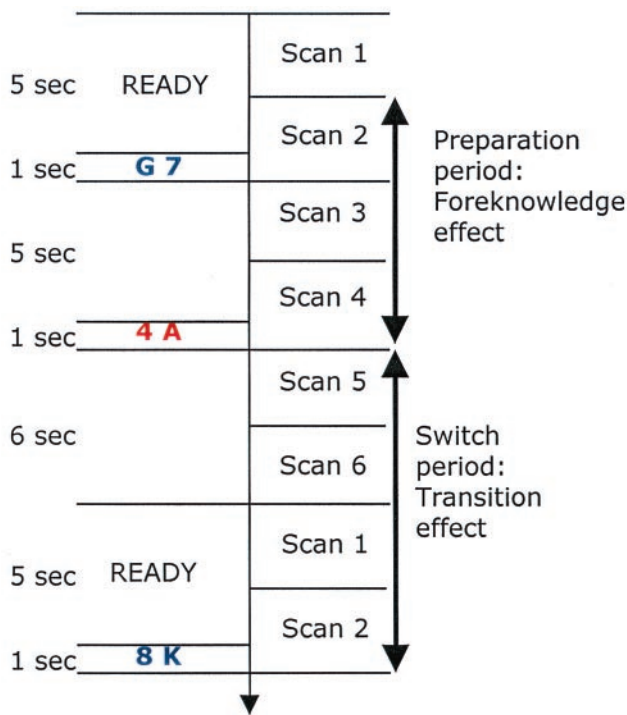 Scan 1
5 sec READY
Scan 2
Preparation
period:
Foreknowledge
effect
1 sec G 7
Scan 3
5 sec
Scan 4
1 sec 4 A
Scan 5
6 sec
Switch
period:
Transition
effect
Scan 6
Scan 1
5 sec READY
Scan 2
1 sec 8 K